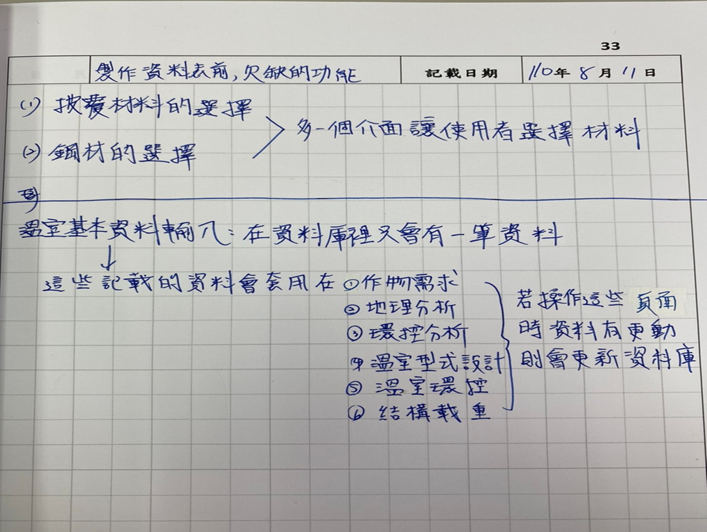 33
製作資料表前,欠缺的功能 記載日期 110年8月11日
(1) 披覆材料的選擇
(2) 鋼材的選擇
多一個介面讓使用者選擇材料
溫室基本資料輸入:在資料庫裡只會有一筆資料
這些記載的資料會套用在 ①作物需求
②地理分析
③環控分析
④溫室型式設計
⑤溫室環控
⑥結構載重
若操作這些頁面
時資料有更動
則會更新資料庫